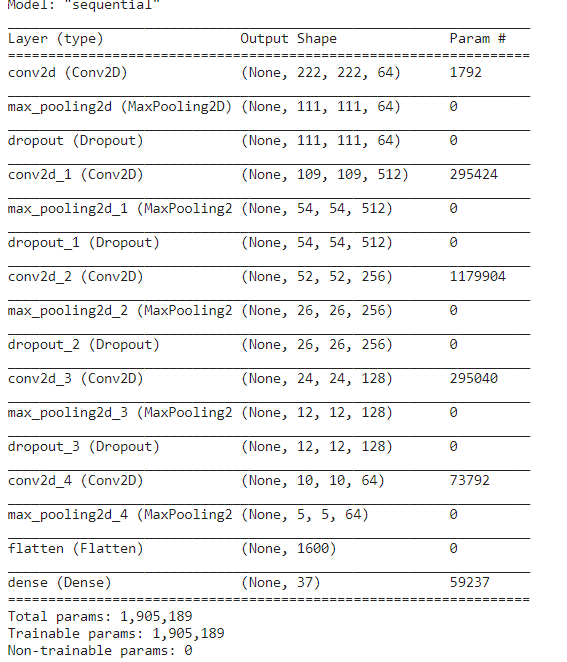 Model: "sequential"
Layer (type) Output Shape Param #
conv2d (Conv2D) (None, 222, 222, 64) 1792
max_pooling2d (MaxPooling2D) (None, 111, 111, 64) 0
dropout (Dropout) (None, 111, 111, 64) 0
conv2d_1 (Conv2D) (None, 109, 109, 512) 295424
max_pooling2d_1 (MaxPooling2 (None, 54, 54, 512) 0
dropout_1 (Dropout) (None, 54, 54, 512) 0
conv2d_2 (Conv2D) (None, 52, 52, 256) 1179904
max_pooling2d_2 (MaxPooling2 (None, 26, 26, 256) 0
dropout_2 (Dropout) (None, 26, 26, 256) 0
conv2d_3 (Conv2D) (None, 24, 24, 128) 295040
max_pooling2d_3 (MaxPooling2 (None, 12, 12, 128) 0
dropout_3 (Dropout) (None, 12, 12, 128) 0
conv2d_4 (Conv2D) (None, 10, 10, 64) 73792
max_pooling2d_4 (MaxPooling2 (None, 5, 5, 64) 0
flatten (Flatten) (None, 1600) 0
dense (Dense) (None, 37) 59237
Total params: 1,905,189
Trainable params: 1,905,189
Non-trainable params: 0